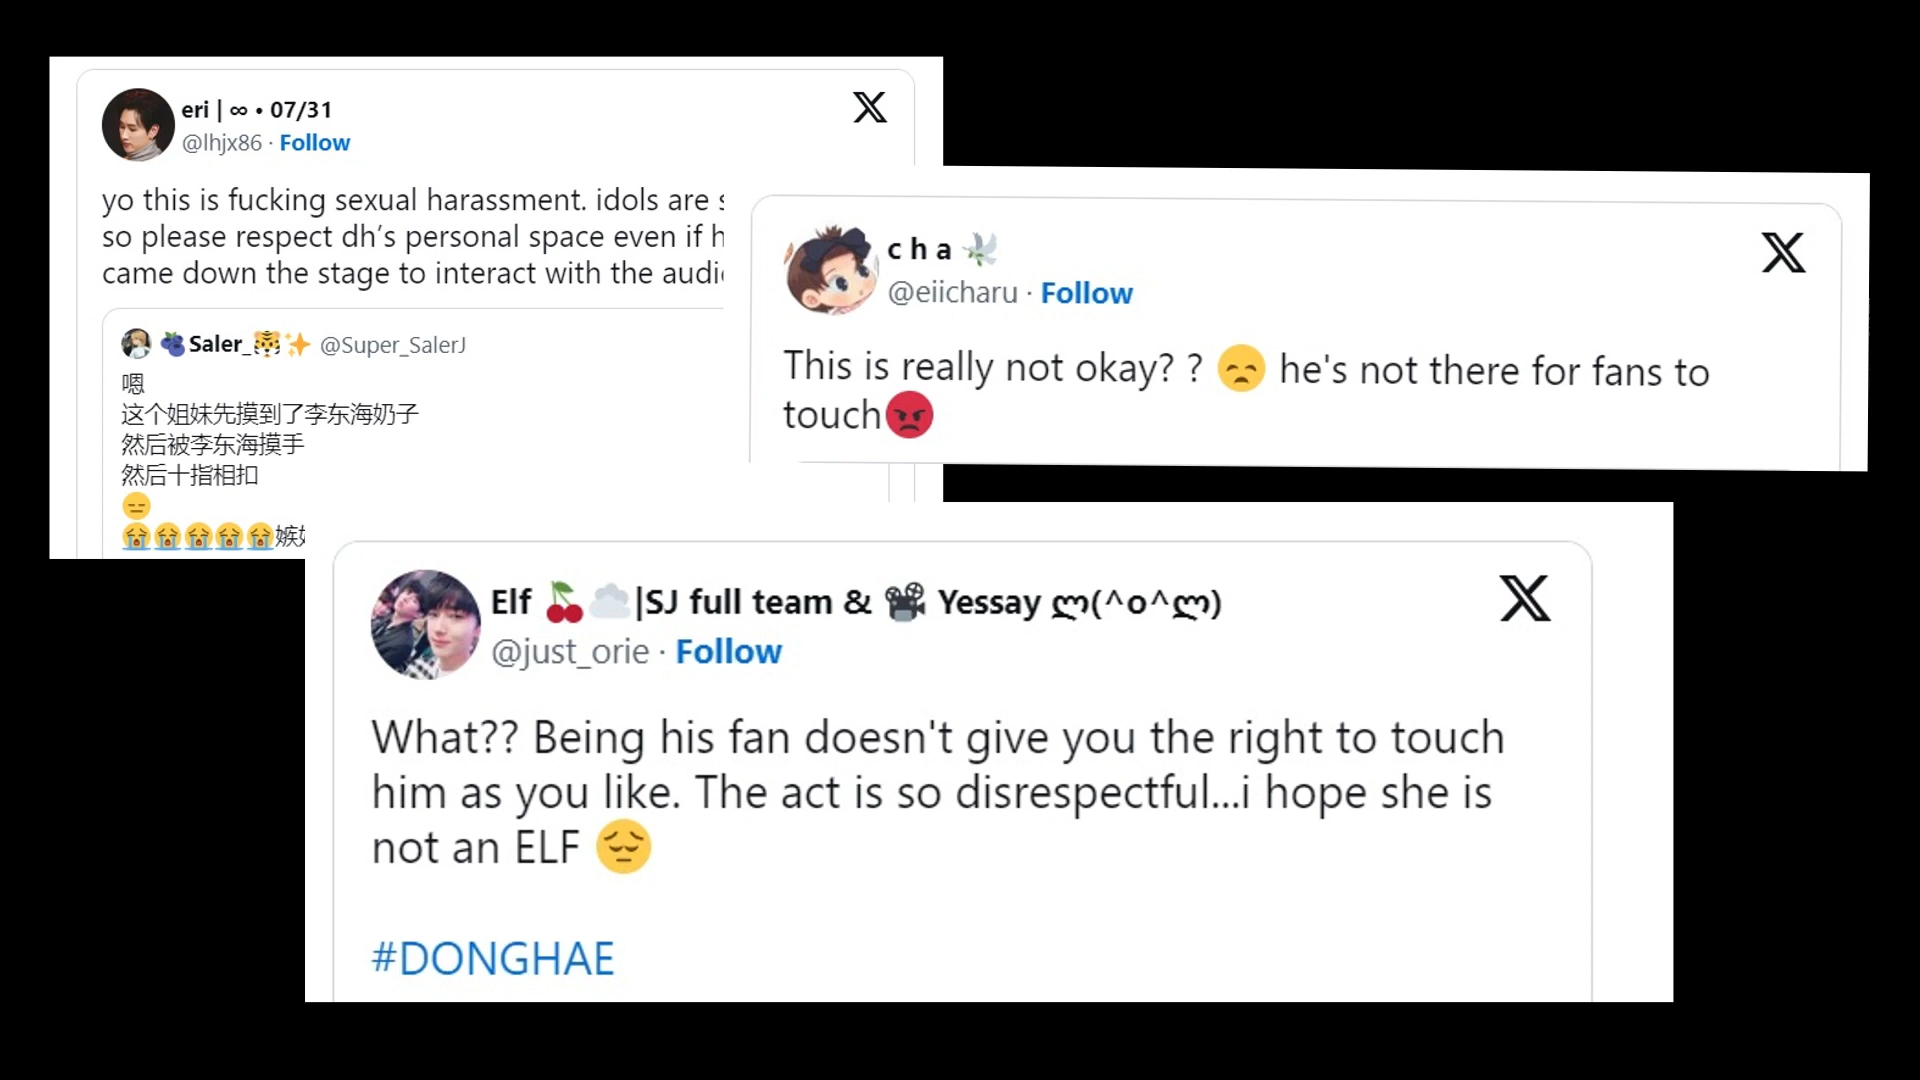 eri | ∞ • 07/31
@lhjx86 · Follow
yo this is fucking sexual harassment. idols are
so please respect dh’s personal space even if
came down the stage to interact with the
🫐Saler_🐯✨ @Super_SalerJ
嗯
这个姐妹先摸到了李东海奶子
然后被李东海摸手
然后十指相扣
😑
😭😭😭😭😭嫉
c h a 🕊️
@eiicharu · Follow
This is really not okay? ? 😞 he's not there for fans to
touch😡
Elf 🍒☁️|SJ full team & 🎥 Yessay ლ(^o^ლ)
@just_orie · Follow
What?? Being his fan doesn't give you the right to touch
him as you like. The act is so disrespectful...i hope she is
not an ELF 😔
#DONGHAE